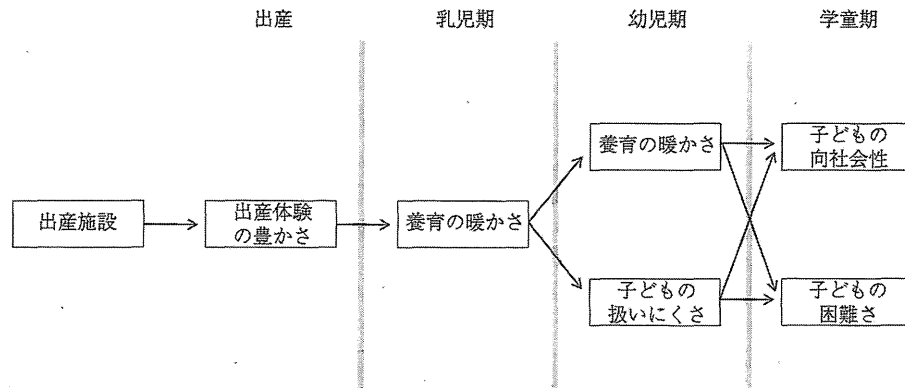 出産
乳児期
幼児期
学童期
出産施設
出産体験
の豊かさ
養育の暖かさ
養育の暖かさ
子どもの
扱いにくさ
子どもの
向社会性
子どもの
困難さ